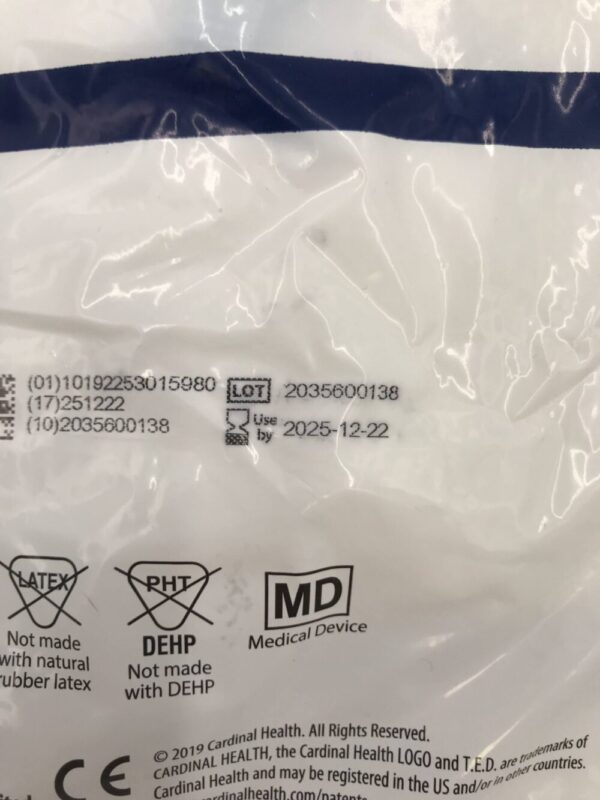 (01)10192253015980 LOT 2035600138
(17)251222
(10)2035600138
Use by 2025-12-22
LATEX
Not made
with natural
rubber latex
PHT
DEHP
Not made
with DEHP
MD
Medical Device
CE
© 2019 Cardinal Health. All Rights Reserved.
CARDINAL HEALTH, the Cardinal Health LOGO and T.E.D. are trademarks of
Cardinal Health and may be registered in the US and/or in other countries.